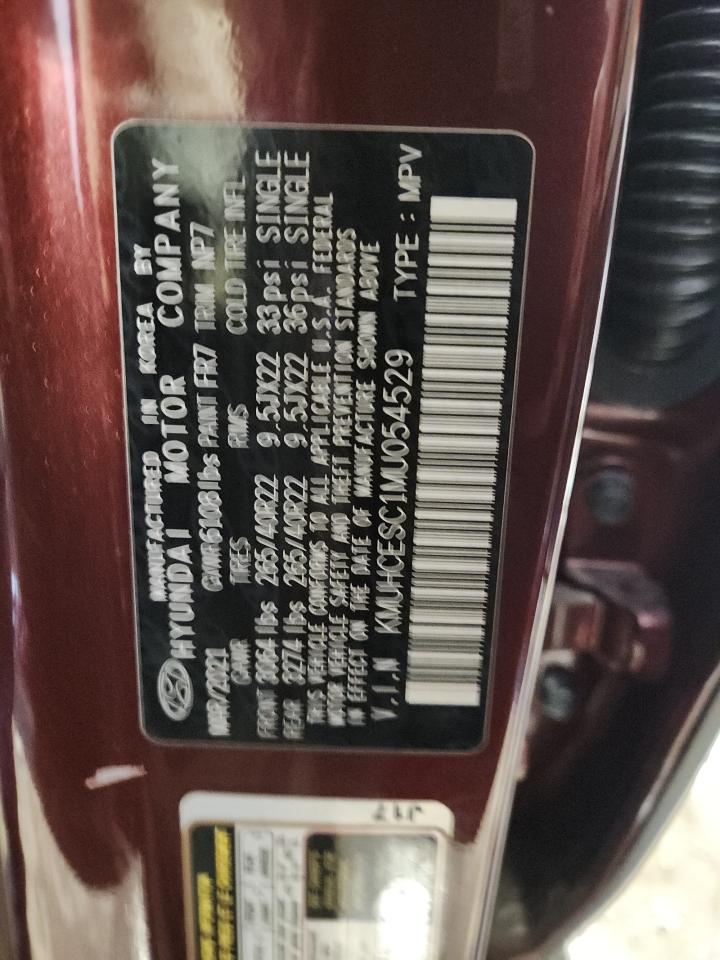 MANUFACTURED IN KOREA BY
HYUNDAI MOTOR COMPANY
MAR/2021 GVWR 6108 lbs PAINT FR7 TRIM NP7
GAWR TIRES RIMS COLD TIRE INFL
FRONT 3064 lbs 265/40R22 9.5JX22 33psi SINGLE
REAR 3274 lbs 265/40R22 9.5JX22 36psi SINGLE
THIS VEHICLE CONFORMS TO ALL APPLICABLE U.S.A. FEDERAL
MOTOR VEHICLE SAFETY AND THEFT PREVENTION STANDARDS
IN EFFECT ON THE DATE OF MANUFACTURE SHOWN ABOVE
V.I.N KMUHCESC1MU054529 TYPE : MPV
J17